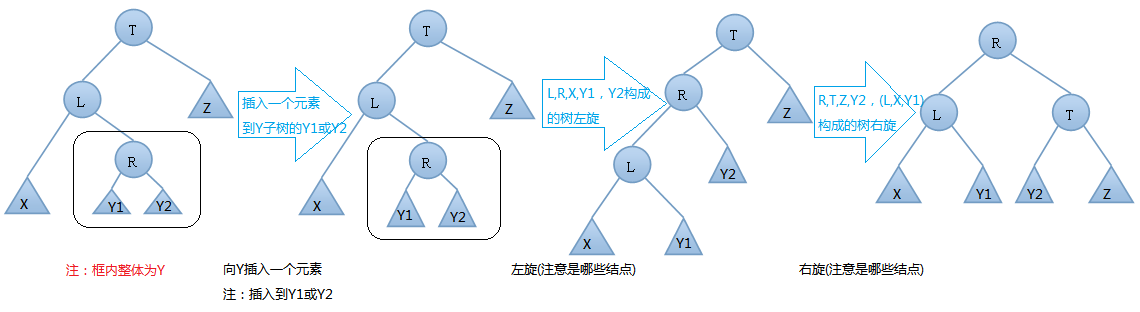 T
L
Z
R
X
Y1
Y2
插入一个元素
到Y子树的Y1或Y2
T
L
Z
R
X
Y1
Y2
L,R,X,Y1，Y2构成
的树左旋
T
R
Z
L
Y2
X
Y1
R,T,Z,Y2，(L,X,Y1)
构成的树右旋
R
L
T
X
Y1
Y2
Z
注：框内整体为Y
向Y插入一个元素
注：插入到Y1或Y2
左旋(注意是哪些结点)
右旋(注意是哪些结点)